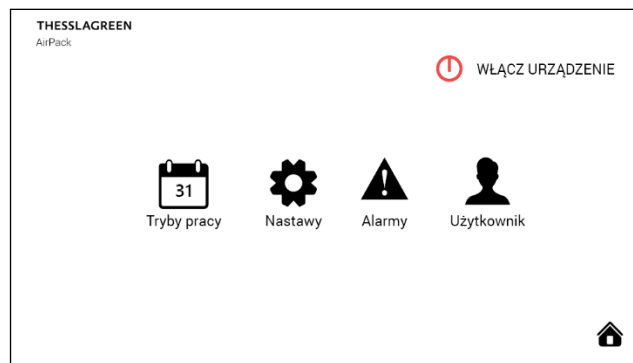 THESSLAGREEN
AirPack
WŁĄCZ URZĄDZENIE
31
Tryby pracy
Nastawy
Alarmy
Użytkownik